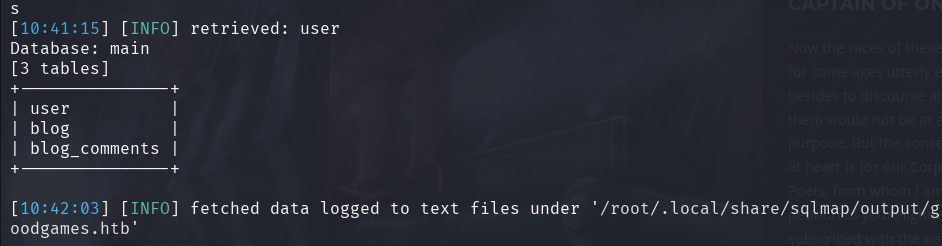 s
[10:41:15] [INFO] retrieved: user
Database: main
[3 tables]
+---------------+
| user          |
| blog          |
| blog_comments |
+---------------+
[10:42:03] [INFO] fetched data logged to text files under '/root/.local/share/sqlmap/output/g
oodgames.htb'
CAPTAIN OF ON
Now the races of these
for some ages utterly e
besides to discourse a
them would not be at a
purpose. But the conce
at heart is for our Corp
Poets, from whom I am
subscribed with the ne